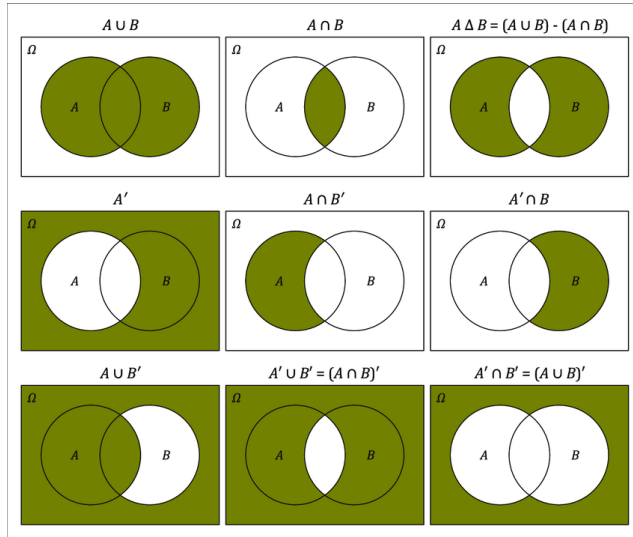 A ∪ B
A ∩ B
A Δ B = (A ∪ B) - (A ∩ B)
Ω
A
B
Ω
A
B
Ω
A
B
A′
A ∩ B′
A′ ∩ B
Ω
A
B
Ω
A
B
Ω
A
B
A ∪ B′
A′ ∪ B′ = (A ∩ B)′
A′ ∩ B′ = (A ∪ B)′
Ω
A
B
Ω
A
B
Ω
A
B